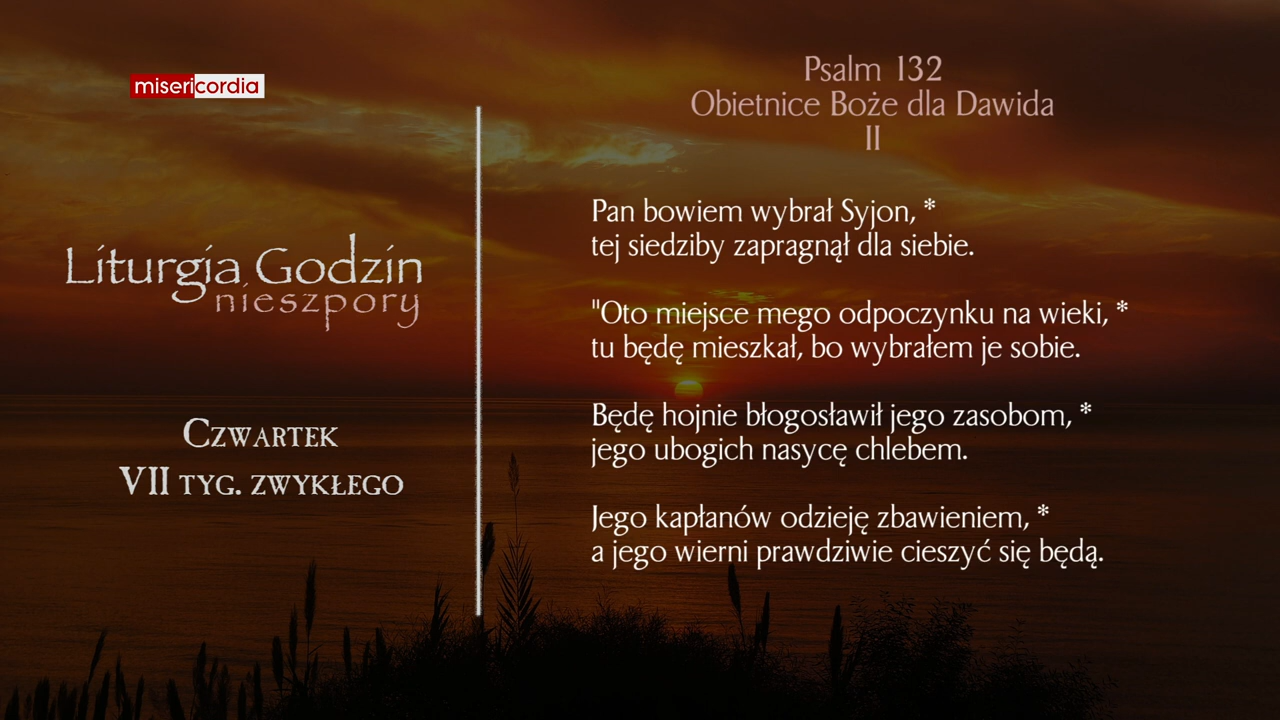 misericordia
Liturgia Godzin
nieszpory
Czwartek
VII tyg. zwykłego
Psalm 132
Obietnice Boże dla Dawida
II
Pan bowiem wybrał Syjon, *
tej siedziby zapragnął dla siebie.
"Oto miejsce mego odpoczynku na wieki, *
tu będę mieszkał, bo wybrałem je sobie.
Będę hojnie błogosławił jego zasobom, *
jego ubogich nasycę chlebem.
Jego kapłanów odzieję zbawieniem, *
a jego wierni prawdziwie cieszyć się będą.